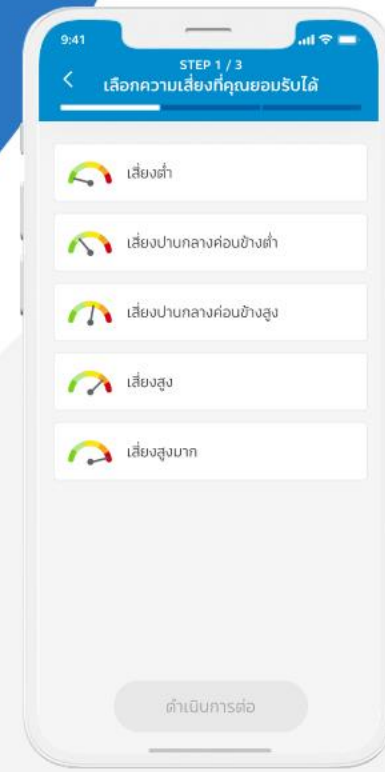 9:41
STEP 1 / 3
เลือกความเสี่ยงที่คุณยอมรับได้
เสี่ยงต่ำ
เสี่ยงปานกลางค่อนข้างต่ำ
เสี่ยงปานกลางค่อนข้างสูง
เสี่ยงสูง
เสี่ยงสูงมาก
ดำเนินการต่อ